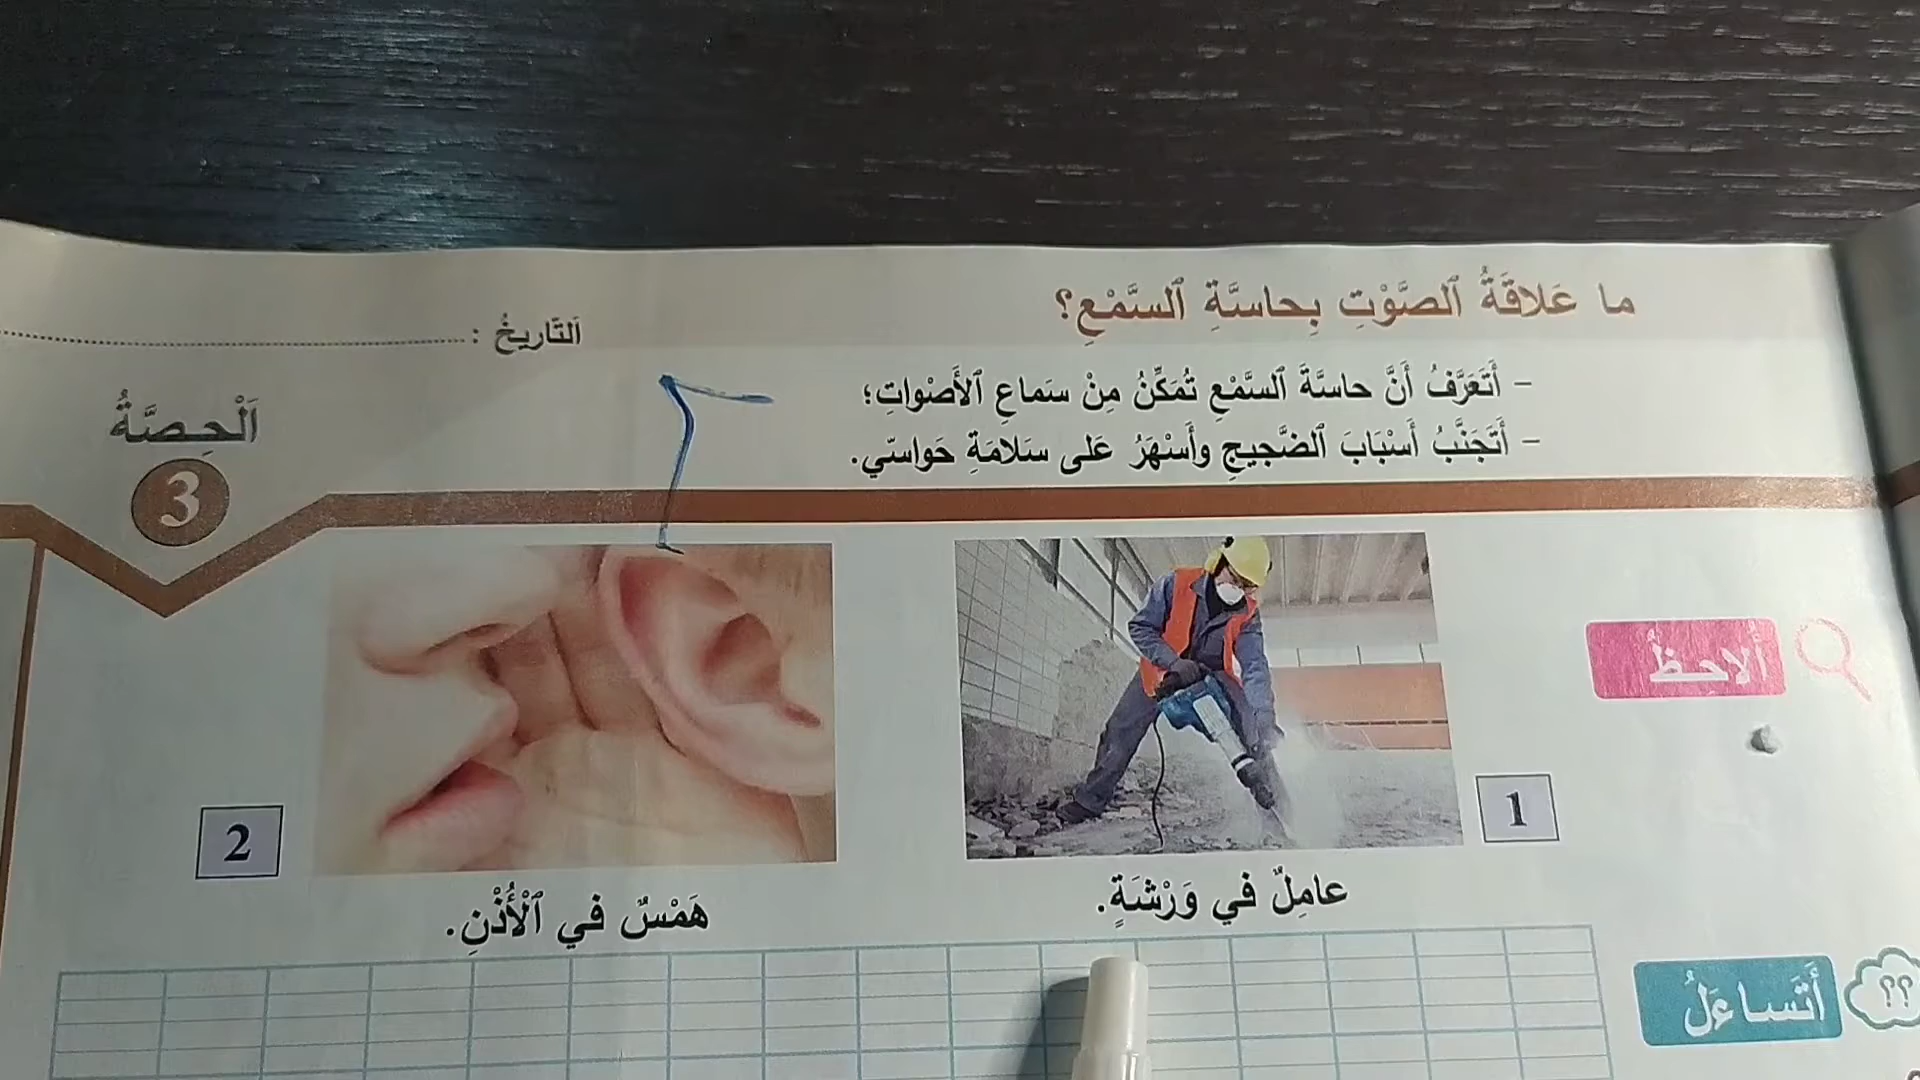 ما عَلاقَةُ ٱلصَّوْتِ بِحاسَّةِ ٱلسَّمْعِ؟
اَلتَّاريخُ :
– أَتَعَرَّفُ أَنَّ حاسَّةَ ٱلسَّمْعِ تُمَكِّنُ مِنْ سَماعِ ٱلأَصْواتِ؛
– أَتَجَنَّبُ أَسْبَابَ ٱلضَّجيجِ وأَسْهَرُ عَلى سَلامَةِ حَواسّي.
اَلْحِصَّةُ
3
أُلاحِظُ
1
2
عامِلٌ في وَرْشَةٍ.
هَمْسٌ في ٱلْأُذْنِ.
أَتَساءَلُ
؟؟